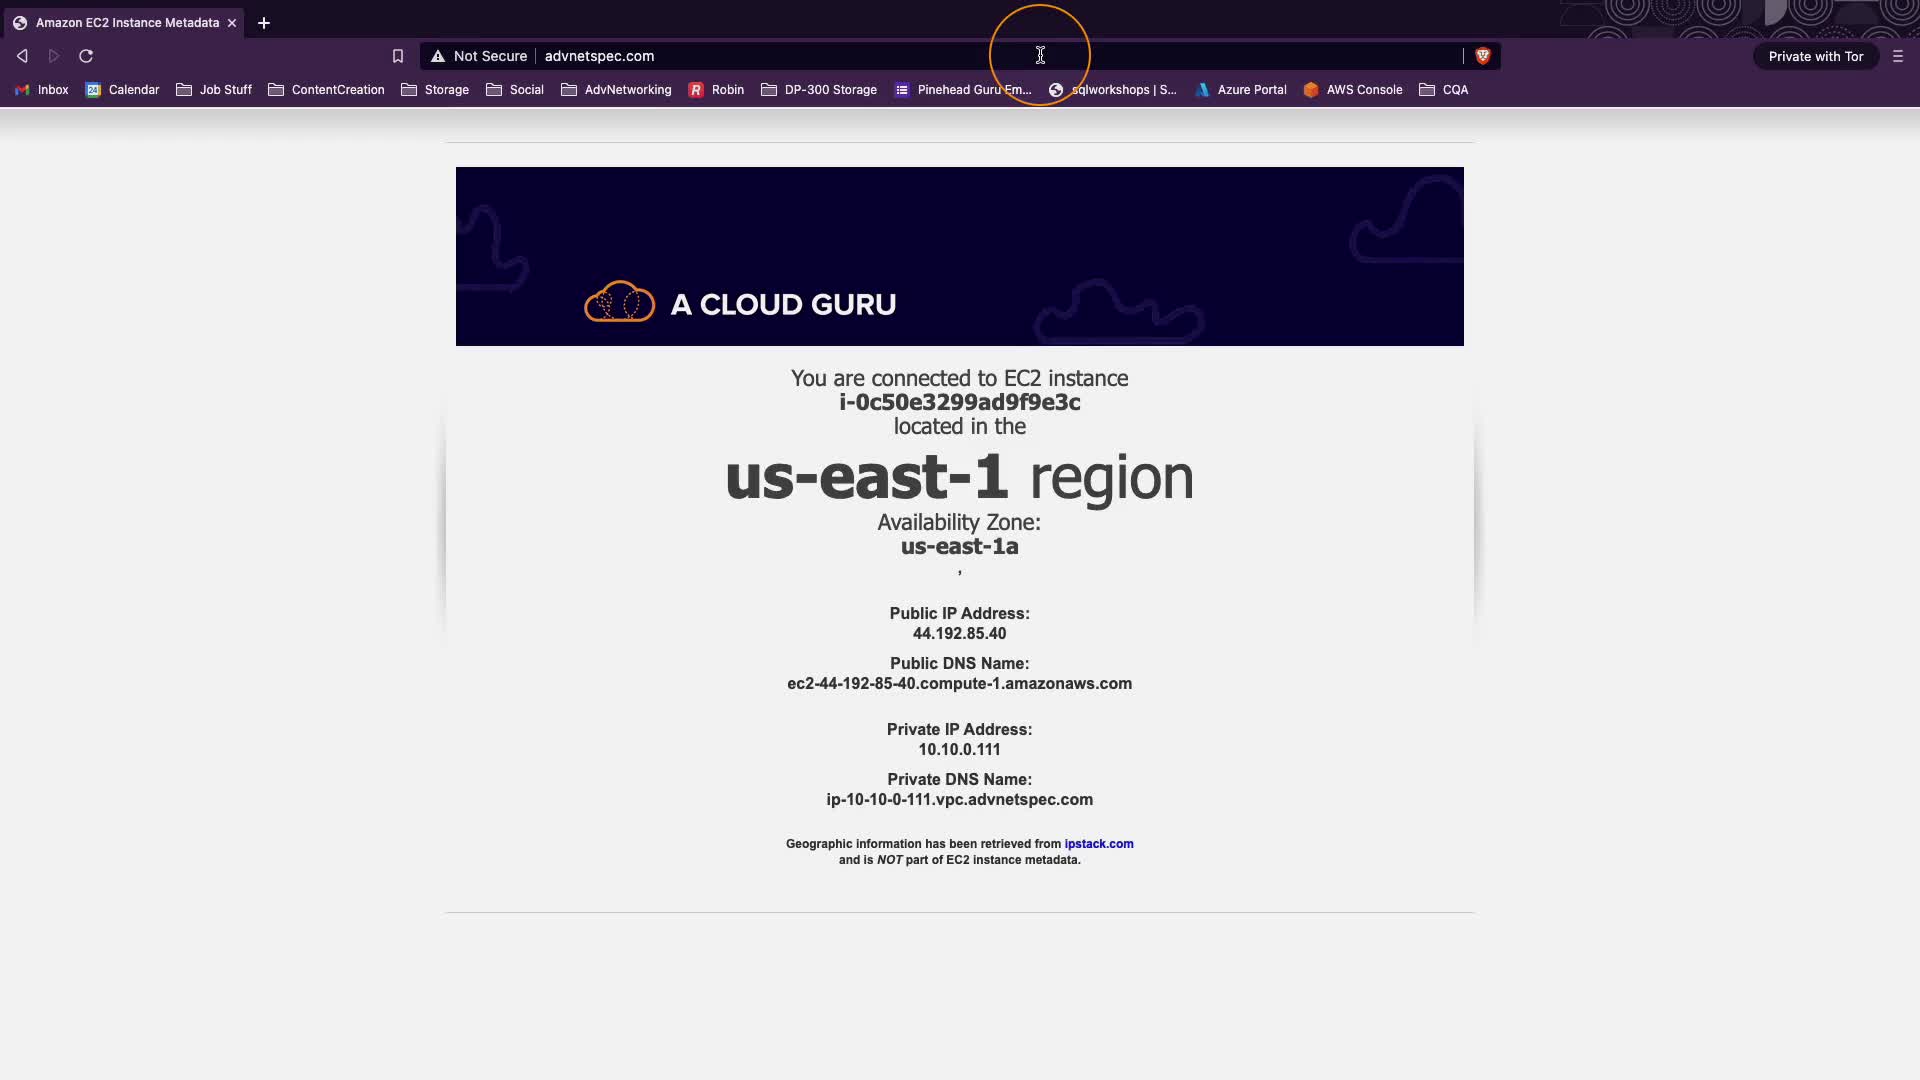 Amazon EC2 Instance Metadata
Not Secure advnetspec.com
Private with Tor
Inbox 24 Calendar Job Stuff ContentCreation Storage Social AdvNetworking R Robin DP-300 Storage Pinehead Guru Em... sqlworkshops | S... Azure Portal AWS Console CQA
A CLOUD GURU
You are connected to EC2 instance
i-0c50e3299ad9f9e3c
located in the
us-east-1 region
Availability Zone:
us-east-1a
,
Public IP Address:
44.192.85.40
Public DNS Name:
ec2-44-192-85-40.compute-1.amazonaws.com
Private IP Address:
10.10.0.111
Private DNS Name:
ip-10-10-0-111.vpc.advnetspec.com
Geographic information has been retrieved from ipstack.com
and is NOT part of EC2 instance metadata.